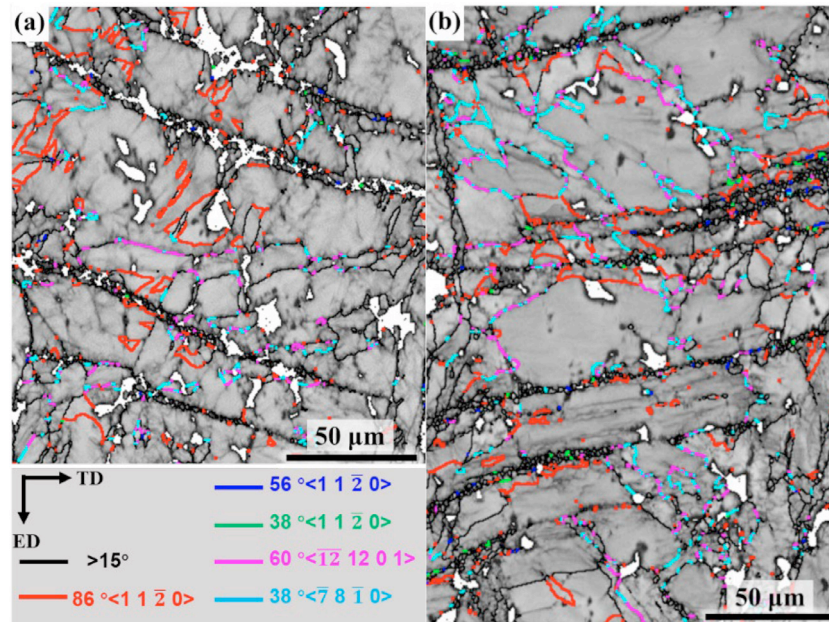 (a)
(b)
50 µm
50 µm
TD
ED
>15°
86 °<1 1 2̅ 0>
56 °<1 1 2̅ 0>
38 °<1 1 2̅ 0>
60 °<1̅2̅ 12 0 1>
38 °<7̅ 8 1̅ 0>